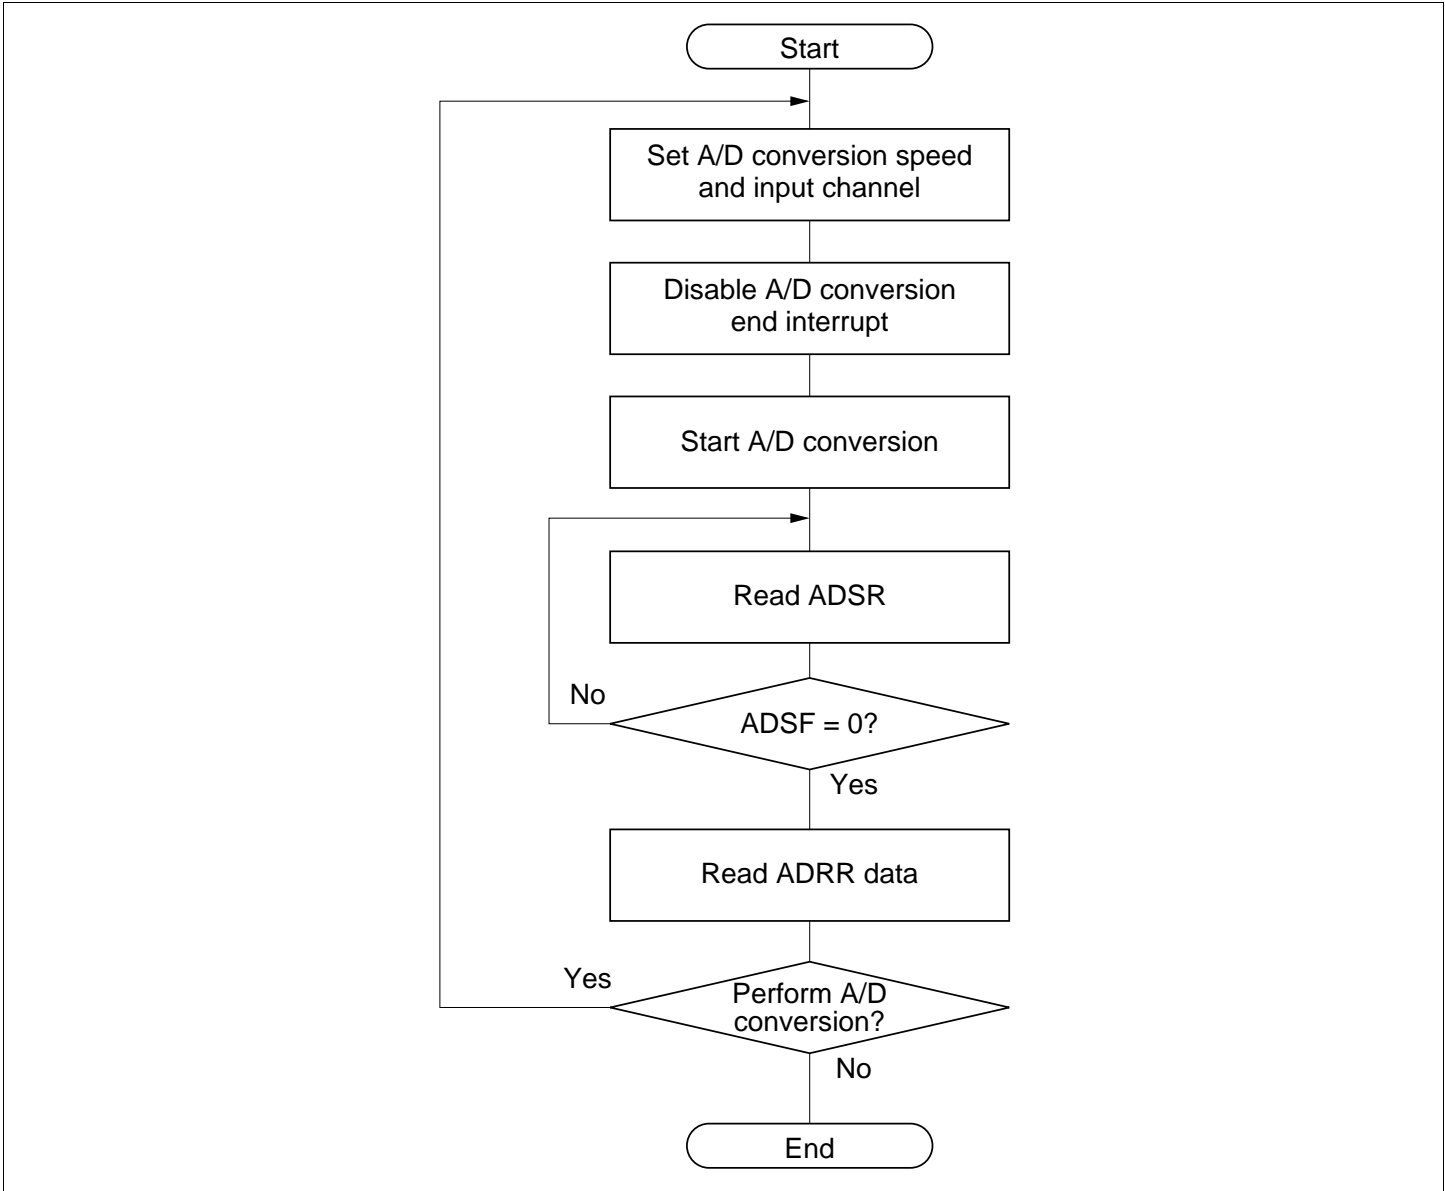 Start
Set A/D conversion speed
and input channel
Disable A/D conversion
end interrupt
Start A/D conversion
Read ADSR
No
ADSF = 0?
Yes
Read ADRR data
Yes
Perform A/D
conversion?
No
End